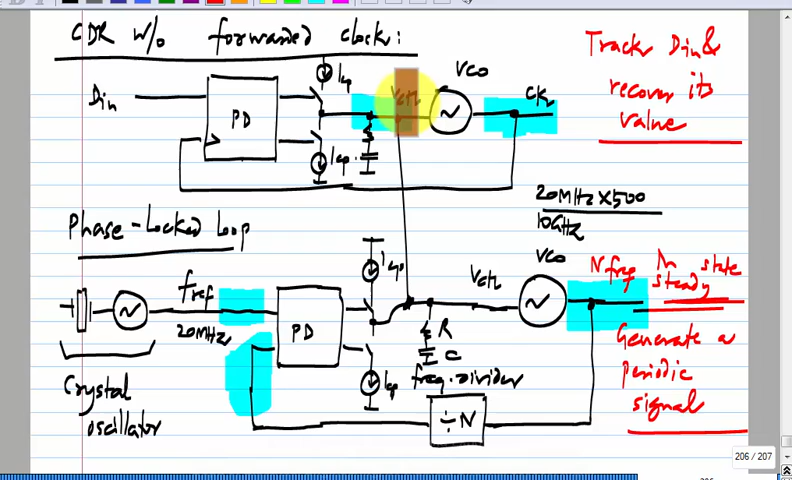 CDR w/o forwarded clock:
Din
PD
Icp
Icp
Vctl
VCO
CK
Track Din &
recover its
value
20MHz x 500
10GHz
Phase-Locked Loop
fref
20MHz
Crystal
oscillator
PD
Icp
Icp
R
C
Vctl
VCO
N fref
In
steady state
freq. divider
÷N
Generate a
periodic
signal
206 / 207